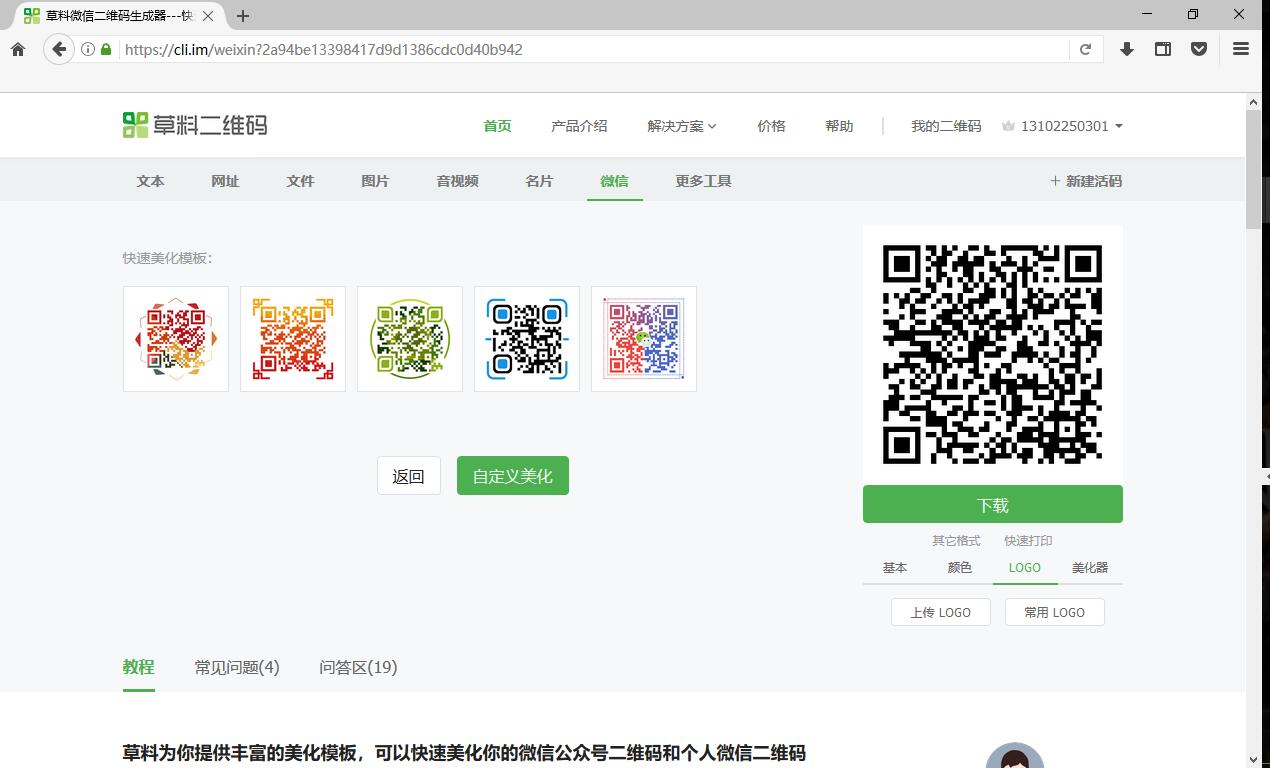 草料微信二维码生成器---快
https://cli.im/weixin?2a94be13398417d9d1386cdc0d40b942
草料二维码
首页 产品介绍 解决方案 价格 帮助 我的二维码 13102250301
文本 网址 文件 图片 音视频 名片 微信 更多工具 + 新建活码
快速美化模板:
返回 自定义美化
下载
其它格式 快速打印
基本 颜色 LOGO 美化器
上传 LOGO 常用 LOGO
教程 常见问题(4) 问答区(19)
草料为你提供丰富的美化模板，可以快速美化你的微信公众号二维码和个人微信二维码